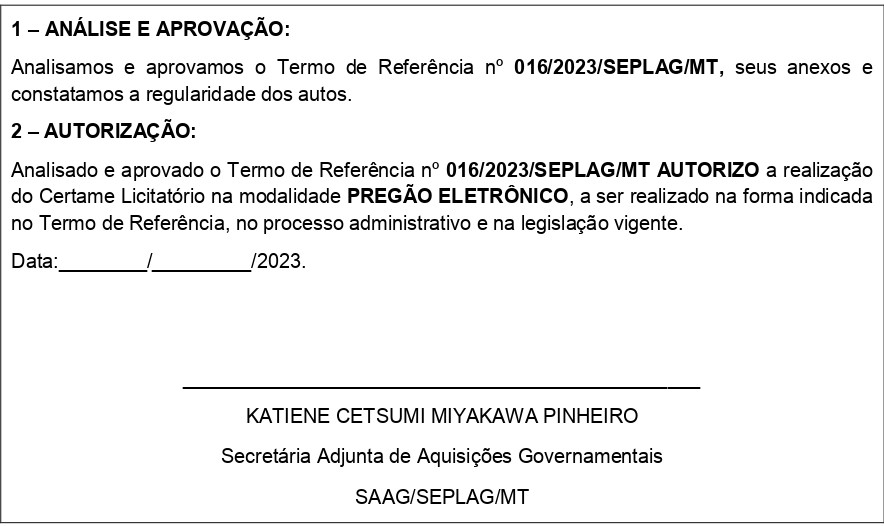 1 – ANÁLISE E APROVAÇÃO:
Analisamos e aprovamos o Termo de Referência nº 016/2023/SEPLAG/MT, seus anexos e
constatamos a regularidade dos autos.
2 – AUTORIZAÇÃO:
Analisado e aprovado o Termo de Referência nº 016/2023/SEPLAG/MT AUTORIZO a realização
do Certame Licitatório na modalidade PREGÃO ELETRÔNICO, a ser realizado na forma indicada
no Termo de Referência, no processo administrativo e na legislação vigente.
Data:________/_________/2023.
KATIENE CETSUMI MIYAKAWA PINHEIRO
Secretária Adjunta de Aquisições Governamentais
SAAG/SEPLAG/MT